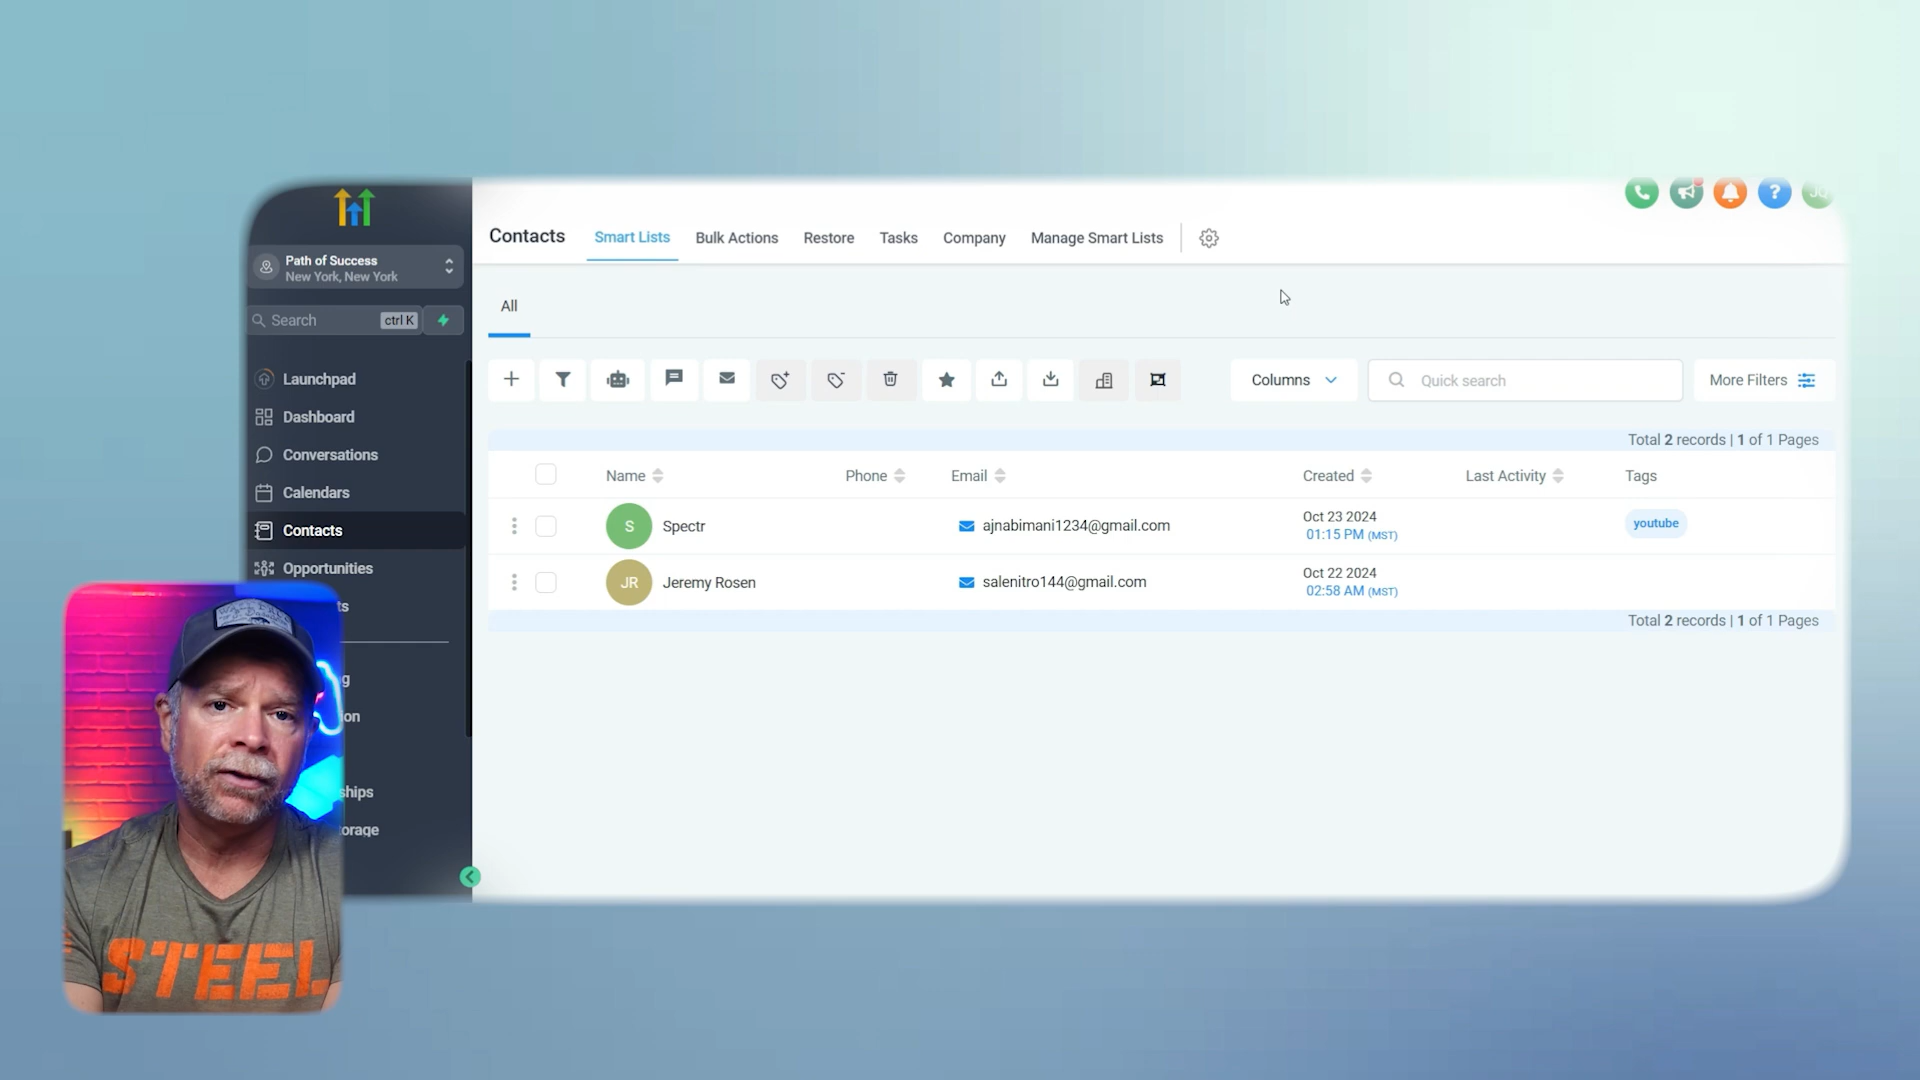 Path of Success
New York, New York
Search
ctrl K
Launchpad
Dashboard
Conversations
Calendars
Contacts
Opportunities
ts
g
ion
ships
orage
Contacts
Smart Lists
Bulk Actions
Restore
Tasks
Company
Manage Smart Lists
?
All
Columns
Quick search
More Filters
Total 2 records | 1 of 1 Pages
Name
Phone
Email
Created
Last Activity
Tags
S
Spectr
ajnabimani1234@gmail.com
Oct 23 2024
01:15 PM (MST)
youtube
JR
Jeremy Rosen
salenitro144@gmail.com
Oct 22 2024
02:58 AM (MST)
Total 2 records | 1 of 1 Pages
STEEL